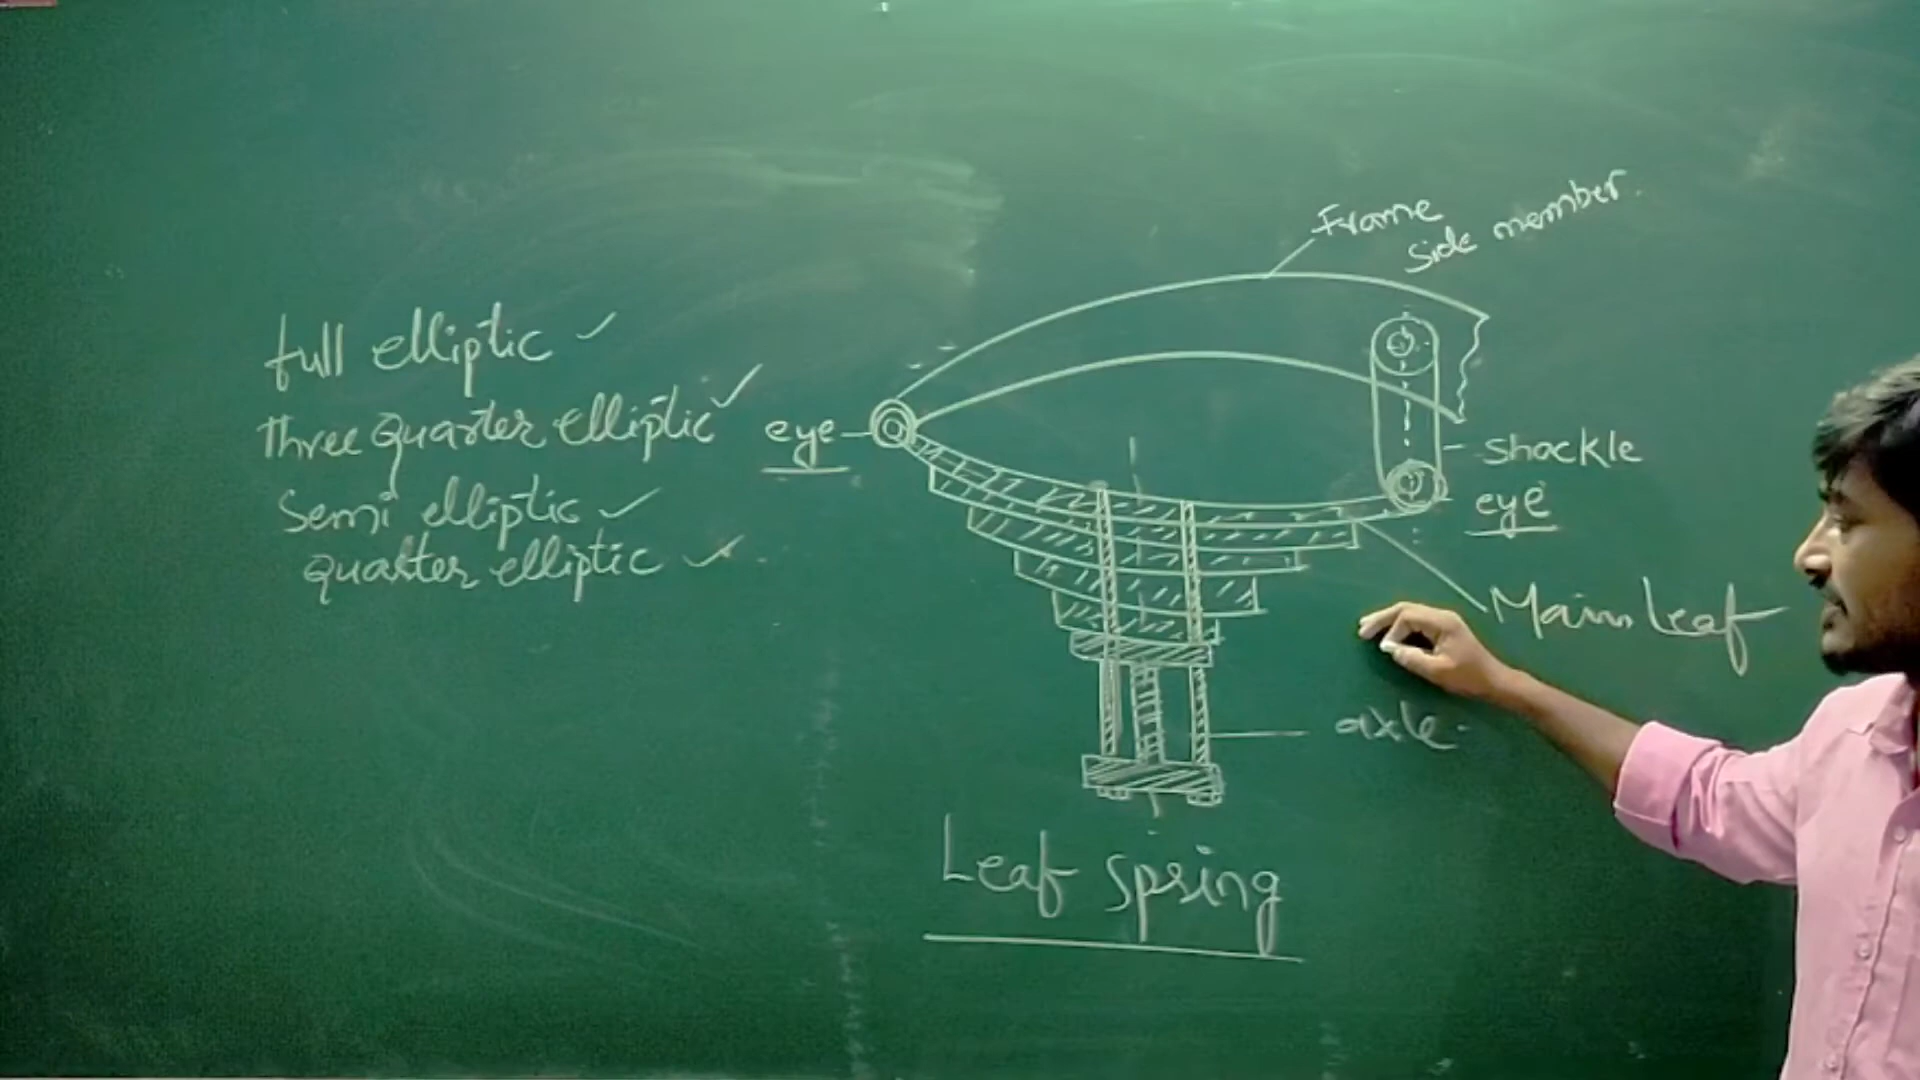 full elliptic
three quarter elliptic
Semi elliptic
quarter elliptic
Frame
side member.
eye
shackle
eye
Main Leaf
axle.
Leaf spring